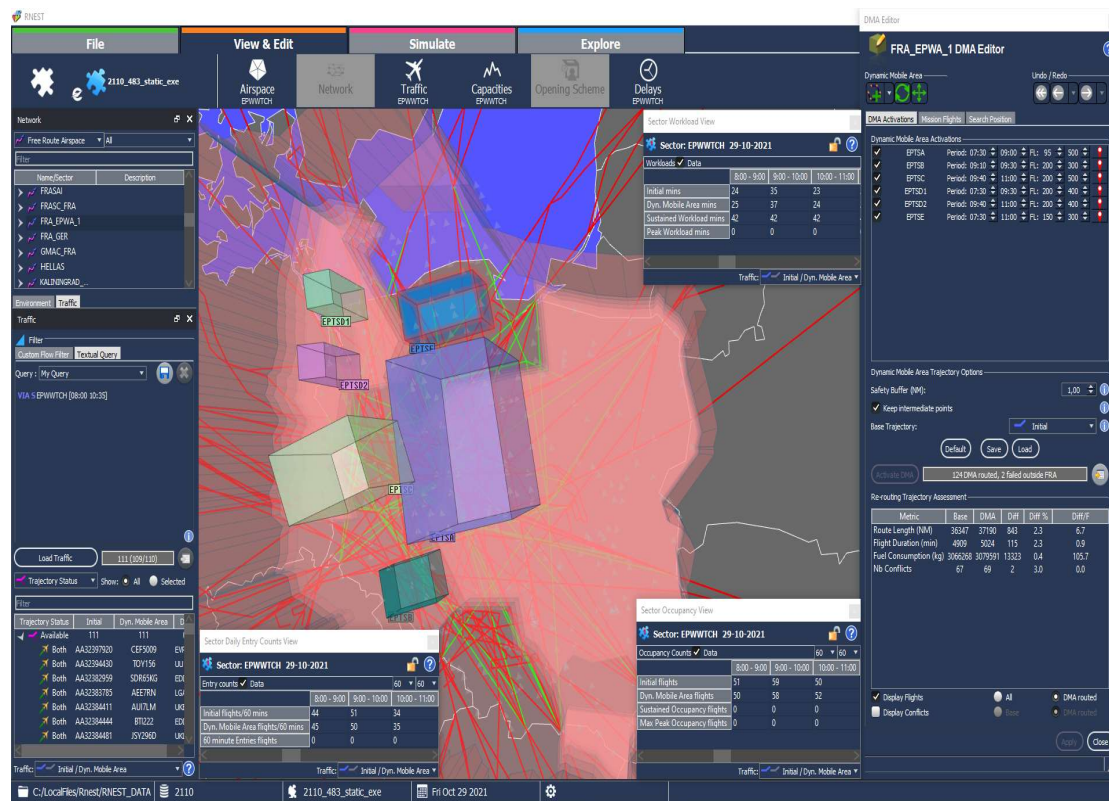 RNEST
File View & Edit Simulate Explore
2110_483_static_exe
Airspace EPWWTCH
Network
Traffic EPWWTCH
Capacities EPWWTCH
Opening Scheme
Delays EPWWTCH
Network
Free Route Airspace All
Filter
Name/Sector Description
FRASAI
FRASC_FRA
FRA_EPWA_1
FRA_GER
GMAC_FRA
HELLAS
KALININGRAD_...
Environment Traffic
Traffic
Filter
Custom Flow Filter Textual Query
Query : My Query
VIA S EPWWTCH [08:00 10:35]
Load Traffic 111 (109/110)
Trajectory Status Show: All Selected
Filter
Trajectory Status Initial Dyn. Mobile Area D
Available 111 111
Both AA32397920 CEF5009
Both AA32394430 TOY156
Both AA32382959 SDR65KG
Both AA32383785 AEE7RN
Both AA32384411 AUI7LM
Both AA32384444 BTI222
Both AA32384481 JSY296D
Traffic: Initial / Dyn. Mobile Area
EPTSD1
EPTSD2
Sector Workload View
Sector: EPWWTCH 29-10-2021
Workloads Data
8:00 - 9:00 9:00 - 10:00 10:00 - 11:00
Initial mins 24 35 23
Dyn. Mobile Area mins 25 37 24
Sustained Workload mins 42 42 42
Peak Workload mins 0 0 0
Traffic: Initial / Dyn. Mobile Area
Sector Daily Entry Counts View
Sector: EPWWTCH 29-10-2021
Entry counts Data 60 60
8:00 - 9:00 9:00 - 10:00 10:00 - 11:00
Initial flights/60 mins 44 51 34
Dyn. Mobile Area flights/60 mins 45 50 35
60 minute Entries flights 0 0 0
Traffic: Initial / Dyn. Mobile Area
Sector Occupancy View
Sector: EPWWTCH 29-10-2021
Occupancy Counts Data 60 60
8:00 - 9:00 9:00 - 10:00 10:00 - 11:00
Initial flights 51 59 50
Dyn. Mobile Area flights 50 58 52
Sustained Occupancy flights 0 0 0
Max Peak Occupancy flights 0 0 0
Traffic: Initial / Dyn. Mobile Area
DMA Editor
FRA_EPWA_1 DMA Editor
Dynamic Mobile Area Undo / Redo
DMA Activations Mission Flights Search Position
Dynamic Mobile Area Activations
EPTSA Period: 07:30 09:00 FL: 95 500
EPTSB Period: 09:10 09:30 FL: 200 300
EPTSC Period: 09:40 11:00 FL: 200 500
EPTSD1 Period: 07:30 09:30 FL: 200 400
EPTSD2 Period: 09:40 11:00 FL: 200 400
EPTSE Period: 07:30 11:00 FL: 150 300
Dynamic Mobile Area Trajectory Options
Safety Buffer (NM): 1,00
Keep intermediate points
Base Trajectory: Initial
Default Save Load
Activate DMA 124 DMA routed, 2 failed outside FRA
Re-routing Trajectory Assessment
Metric Base DMA Diff Diff % Diff/F
Route Length (NM) 36347 37190 843 2.3 6.7
Flight Duration (min) 4909 5024 115 2.3 0.9
Fuel Consumption (kg) 3066268 3079591 13323 0.4 105.7
Nb Conflicts 67 69 2 3.0 0.0
Display Flights All DMA routed
Display Conflicts Base DMA routed
Apply Close
C:/LocalFiles/Rnest/RNEST_DATA 2110 2110_483_static_exe Fri Oct 29 2021